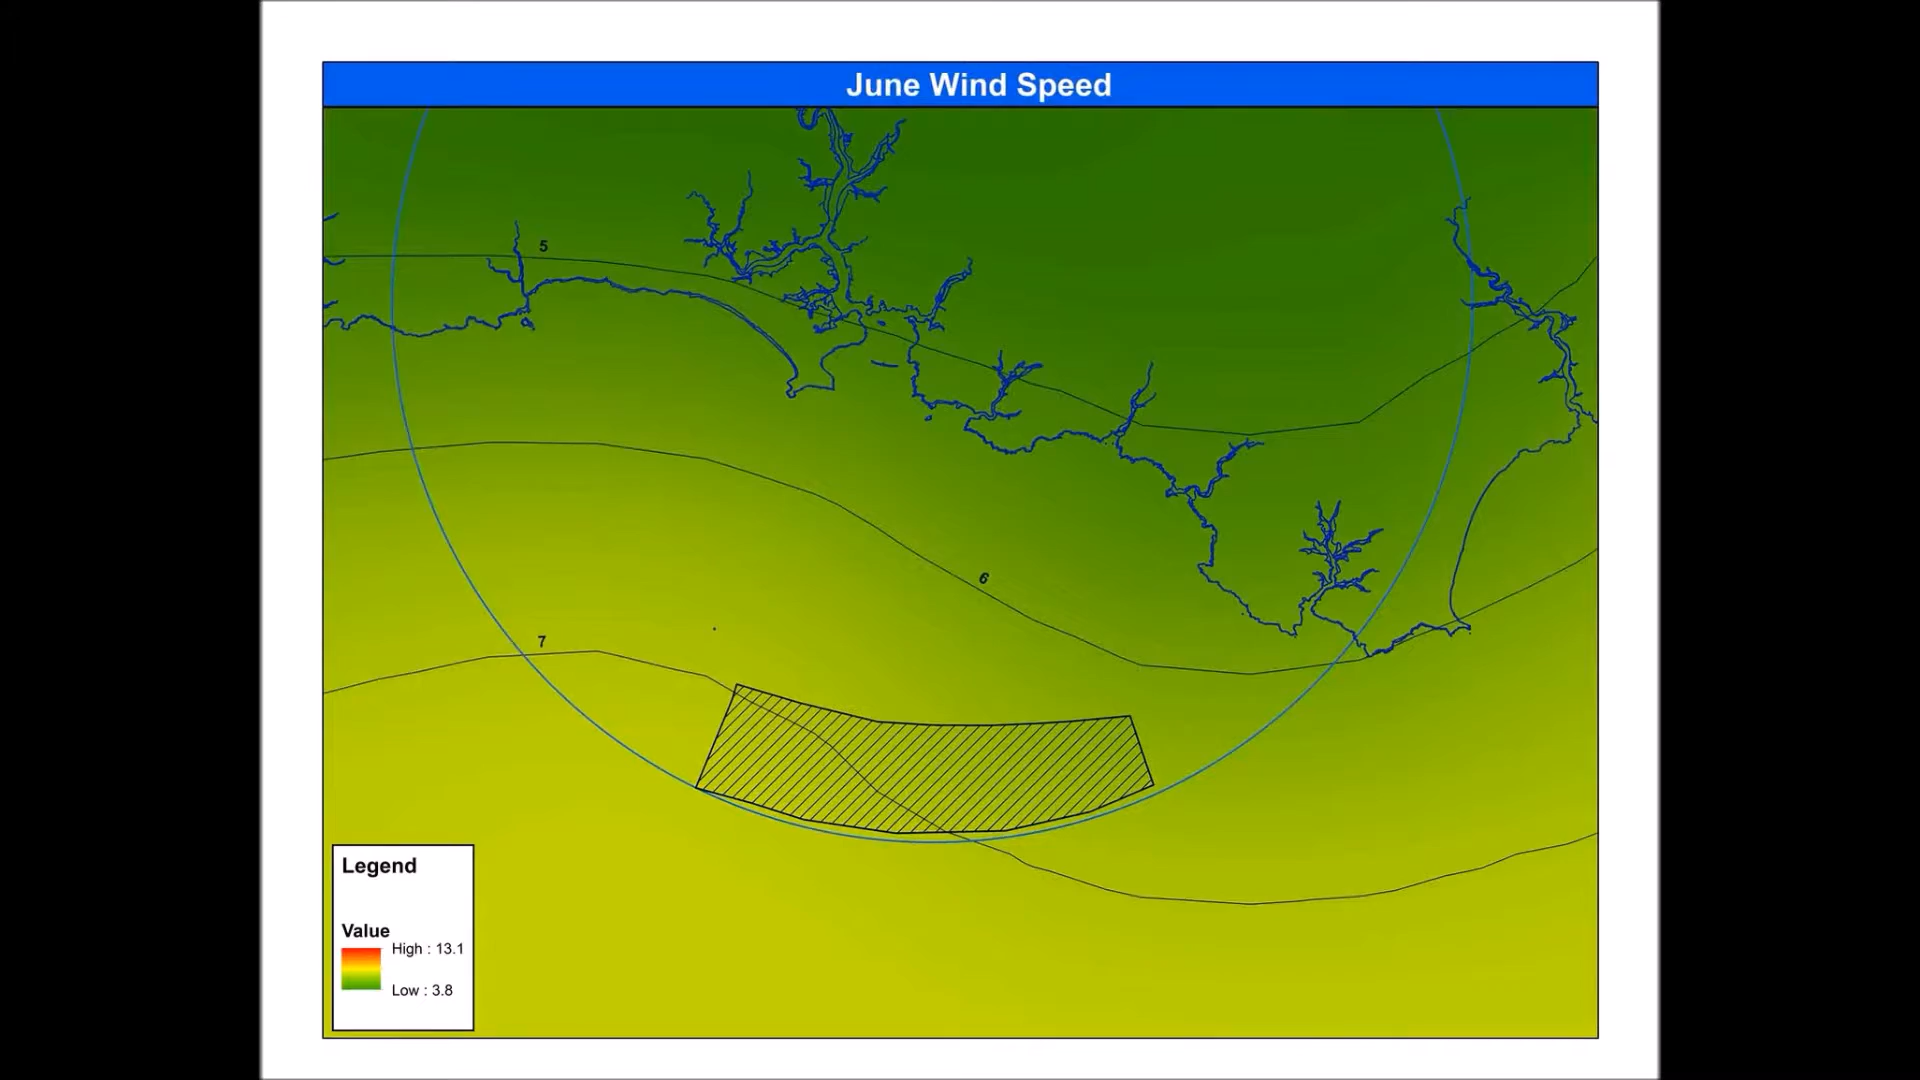 June Wind Speed
5
6
7
Legend
Value
High : 13.1
Low : 3.8